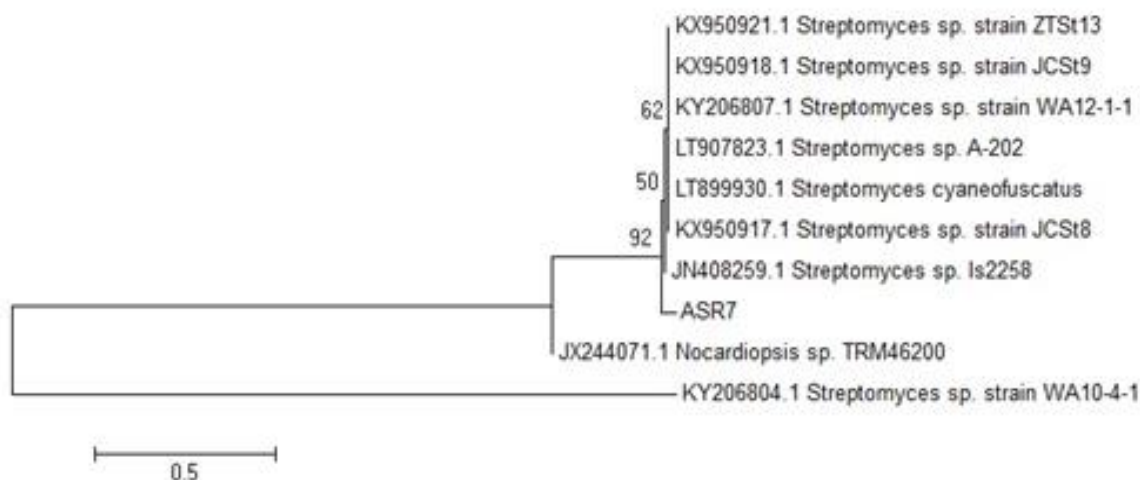 KX950921.1 Streptomyces sp. strain ZTSt13
KX950918.1 Streptomyces sp. strain JCSt9
62
KY206807.1 Streptomyces sp. strain WA12-1-1
LT907823.1 Streptomyces sp. A-202
50
LT899930.1 Streptomyces cyaneofuscatus
KX950917.1 Streptomyces sp. strain JCSt8
92
JN408259.1 Streptomyces sp. Is2258
ASR7
JX244071.1 Nocardiopsis sp. TRM46200
KY206804.1 Streptomyces sp. strain WA10-4-1
0.5